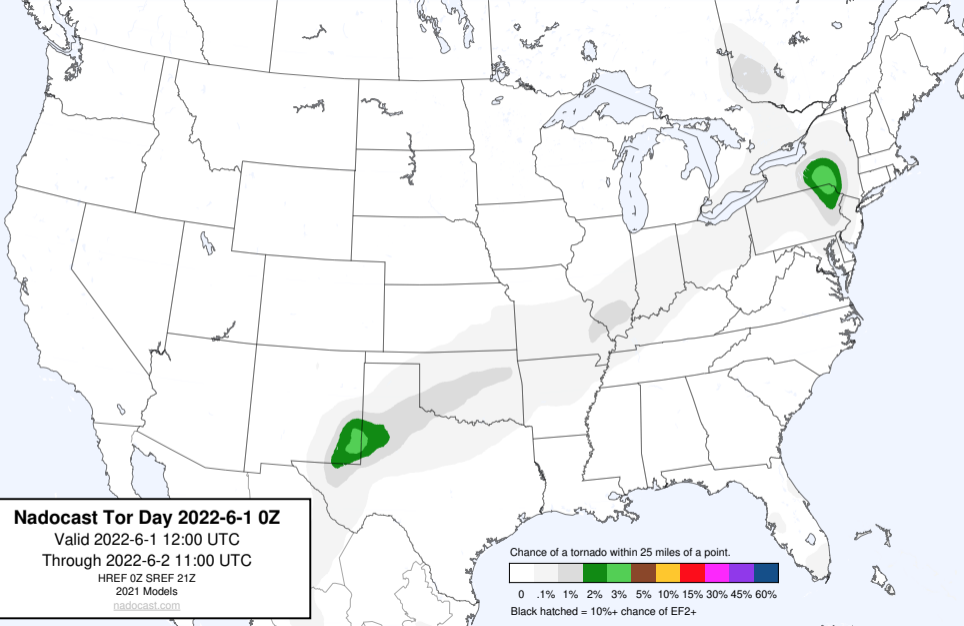 Nadocast Tor Day 2022-6-1 0Z
Valid 2022-6-1 12:00 UTC
Through 2022-6-2 11:00 UTC
HREF 0Z SREF 21Z
2021 Models
nadocast.com
Chance of a tornado within 25 miles of a point.
0 .1% 1% 2% 3% 5% 10% 15% 30% 45% 60%
Black hatched = 10%+ chance of EF2+